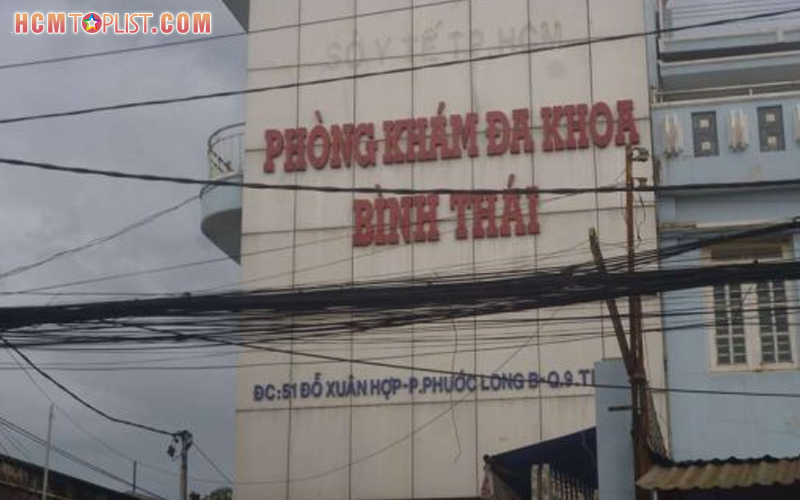 HCMTOPLIST.COM
SỞ Y TẾ TP.HCM
PHÒNG KHÁM ĐA KHOA
BÌNH THÁI
ĐC:51 ĐỖ XUÂN HỢP-P.PHƯỚC LONG B-Q.9.T